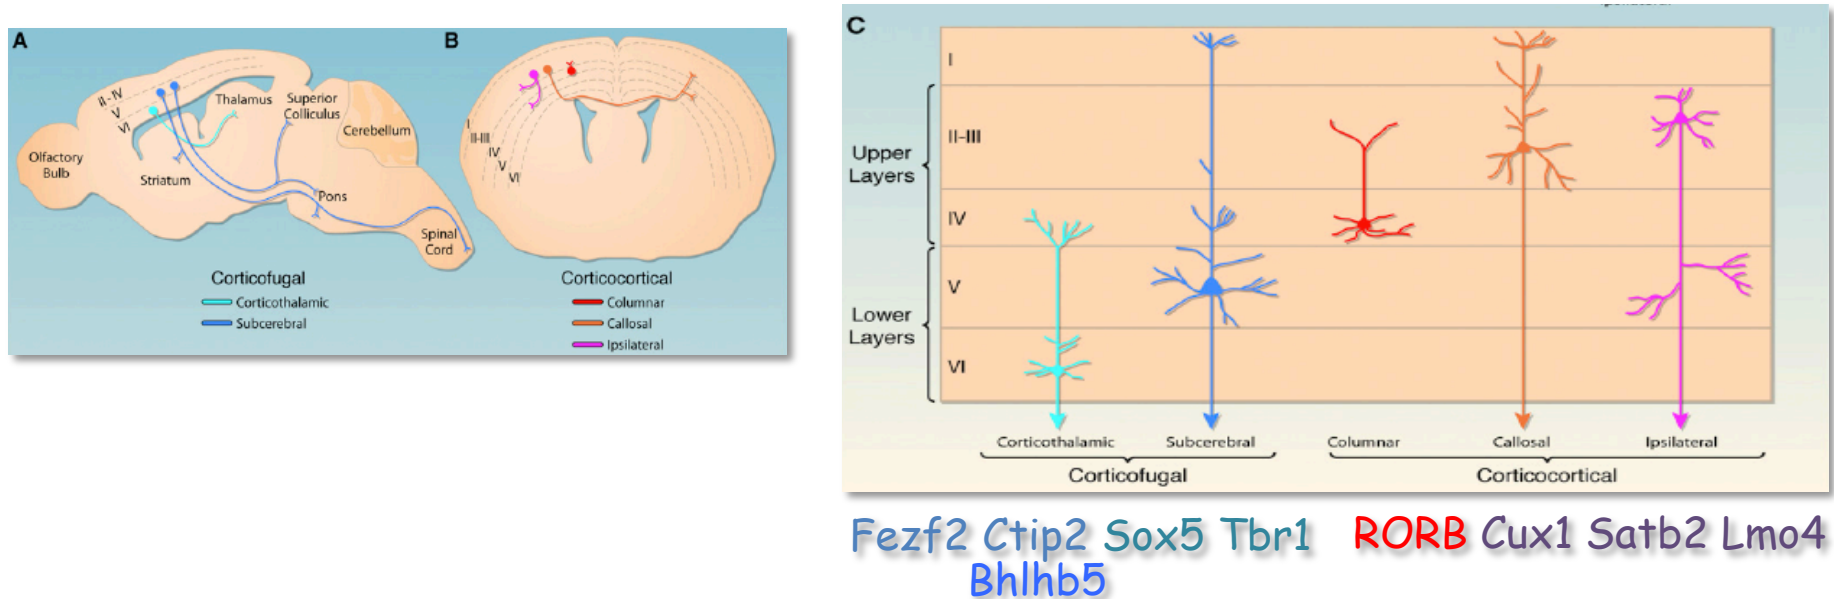 A
II-IV
V
VI
Thalamus
Superior
Colliculus
Cerebellum
Olfactory
Bulb
Striatum
Pons
Spinal
Cord
Corticofugal
Corticothalamic
Subcerebral
B
I
II-III
IV
V
VI
Corticocortical
Columnar
Callosal
Ipsilateral
C
I
II-III
IV
V
VI
Upper
Layers
Lower
Layers
Corticothalamic
Subcerebral
Columnar
Callosal
Ipsilateral
Corticofugal
Corticocortical
Fezf2 Ctip2 Sox5 Tbr1
Bhlhb5
RORB Cux1 Satb2 Lmo4